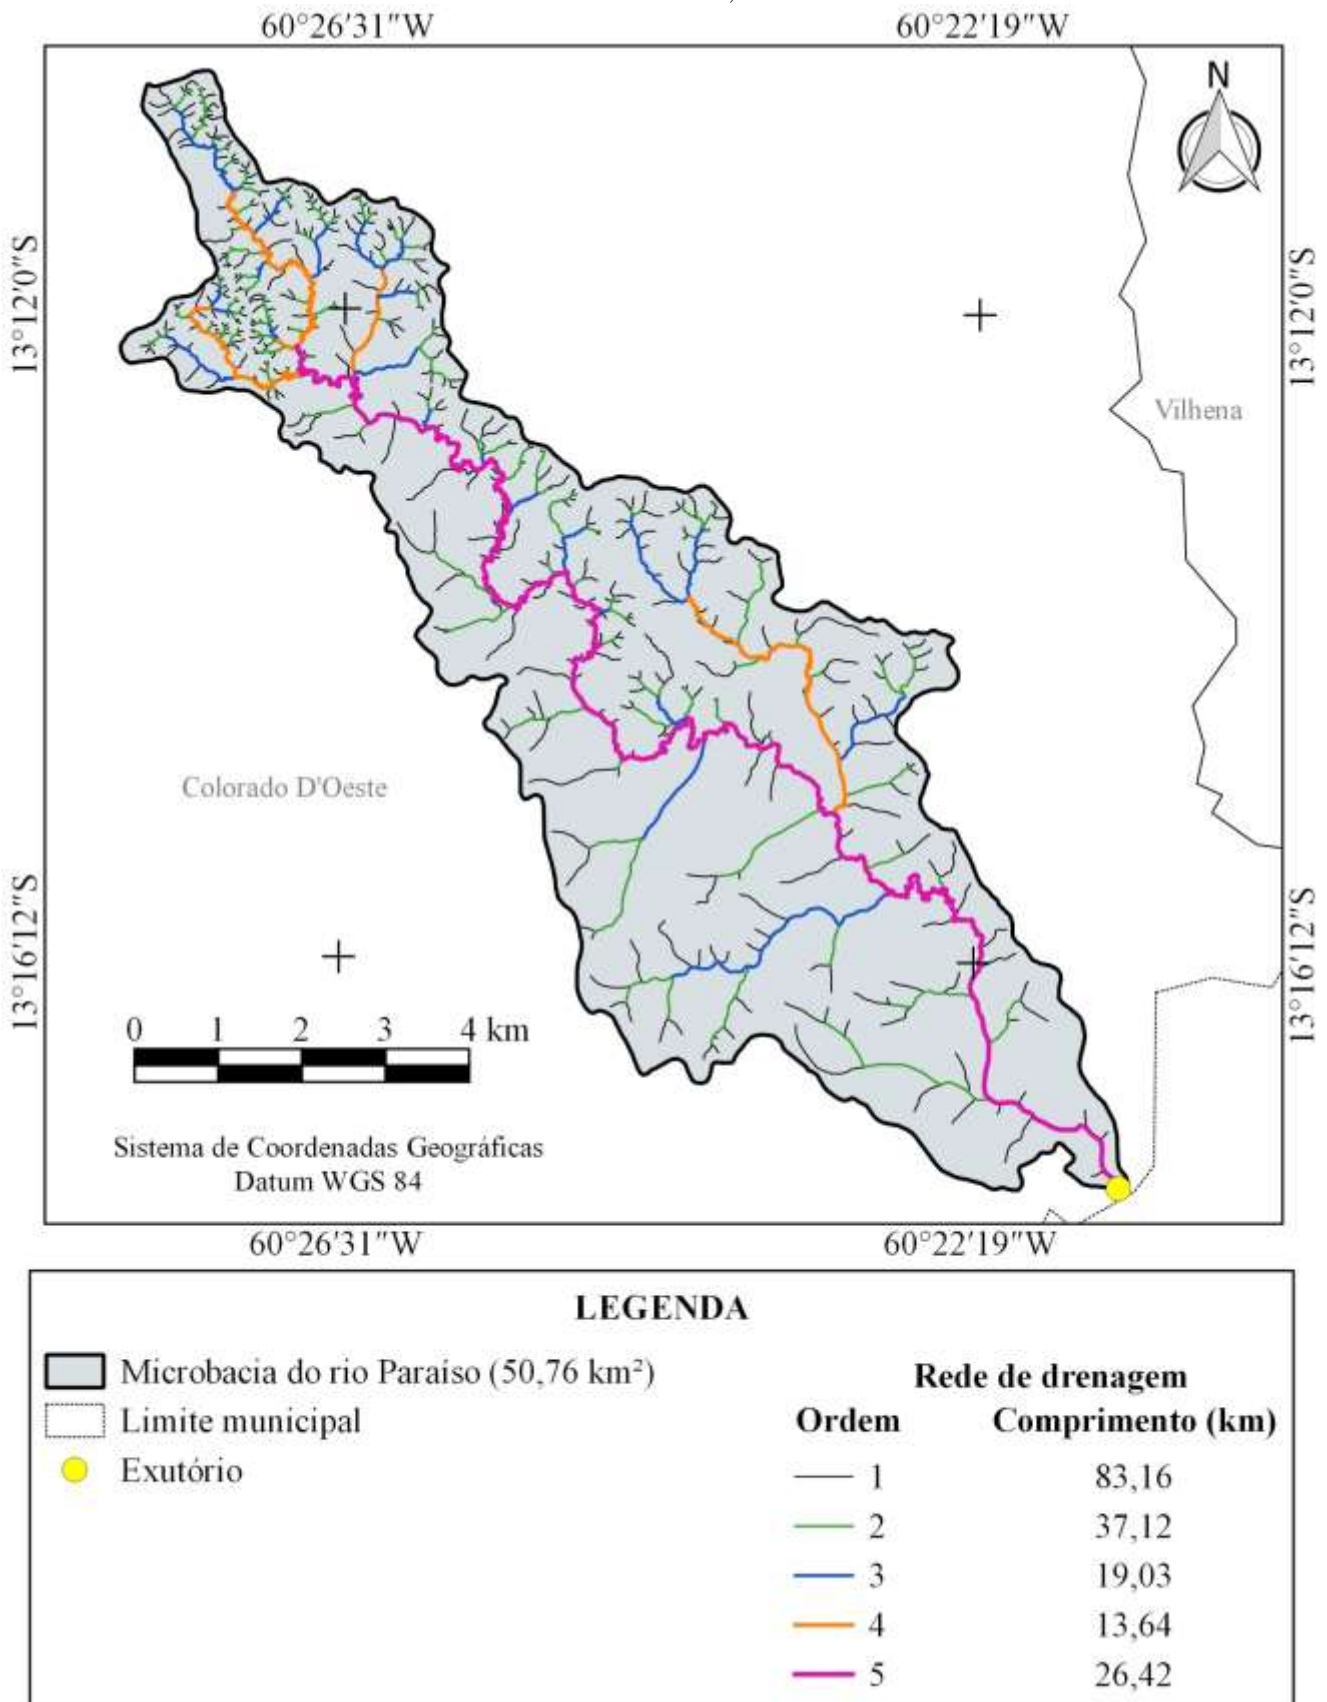 60°26'31"W 60°22'19"W
N
13°12'0"S 13°12'0"S
Vilhena
Colorado D'Oeste
13°16'12"S 13°16'12"S
0 1 2 3 4 km
Sistema de Coordenadas Geográficas
Datum WGS 84
60°26'31"W 60°22'19"W
LEGENDA
Microbacia do rio Paraíso (50,76 km²)
Limite municipal
Exutório
Rede de drenagem
Ordem Comprimento (km)
1 83,16
2 37,12
3 19,03
4 13,64
5 26,42